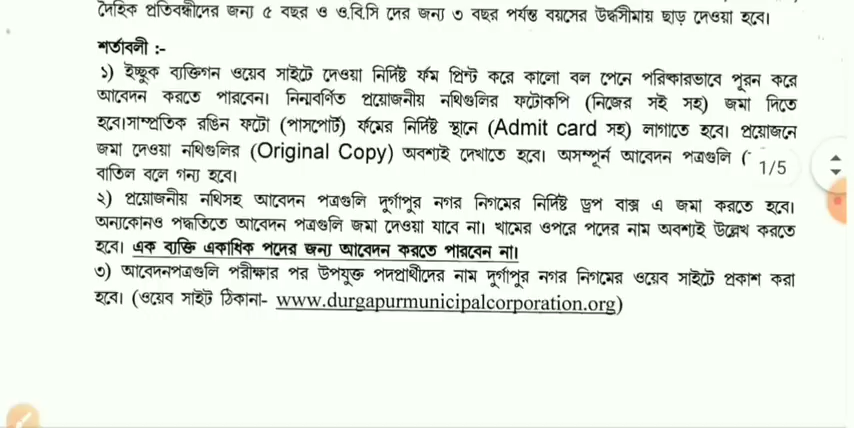 দৈহিক প্রতিবন্ধীদের জন্য ৫ বছর ও ও.বি.সি দের জন্য ৩ বছর পর্যন্ত বয়সের উর্দ্ধসীমায় ছাড় দেওয়া হবে।
শর্তাবলী :-
১) ইচ্ছুক ব্যক্তিগন ওয়েব সাইটে দেওয়া নির্দিষ্ট র্ফম প্রিন্ট করে কালো বল পেনে পরিষ্কারভাবে পূরন করে
আবেদন করতে পারবেন। নিন্মবর্ণিত প্রয়োজনীয় নথিগুলির ফটোকপি (নিজের সই সহ) জমা দিতে
হবে।সাম্প্রতিক রঙিন ফটো (পাসপোর্ট) র্ফমের নির্দিষ্ট স্থানে (Admit card সহ) লাগাতে হবে। প্রয়োজনে
জমা দেওয়া নথিগুলির (Original Copy) অবশ্যই দেখাতে হবে। অসম্পূর্ন আবেদন পত্রগুলি (
1/5
বাতিল বলে গন্য হবে।
২) প্রয়োজনীয় নথিসহ আবেদন পত্রগুলি দুর্গাপুর নগর নিগমের নির্দিষ্ট ড্রপ বাক্স এ জমা করতে হবে।
অন্যকোনও পদ্ধতিতে আবেদন পত্রগুলি জমা দেওয়া যাবে না। খামের ওপরে পদের নাম অবশ্যই উল্লেখ করতে
হবে। এক ব্যক্তি একাধিক পদের জন্য আবেদন করতে পারবেন না।
৩) আবেদনপত্রগুলি পরীক্ষার পর উপযুক্ত পদপ্রার্থীদের নাম দুর্গাপুর নগর নিগমের ওয়েব সাইটে প্রকাশ করা
হবে। (ওয়েব সাইট ঠিকানা- www.durgapurmunicipalcorporation.org)